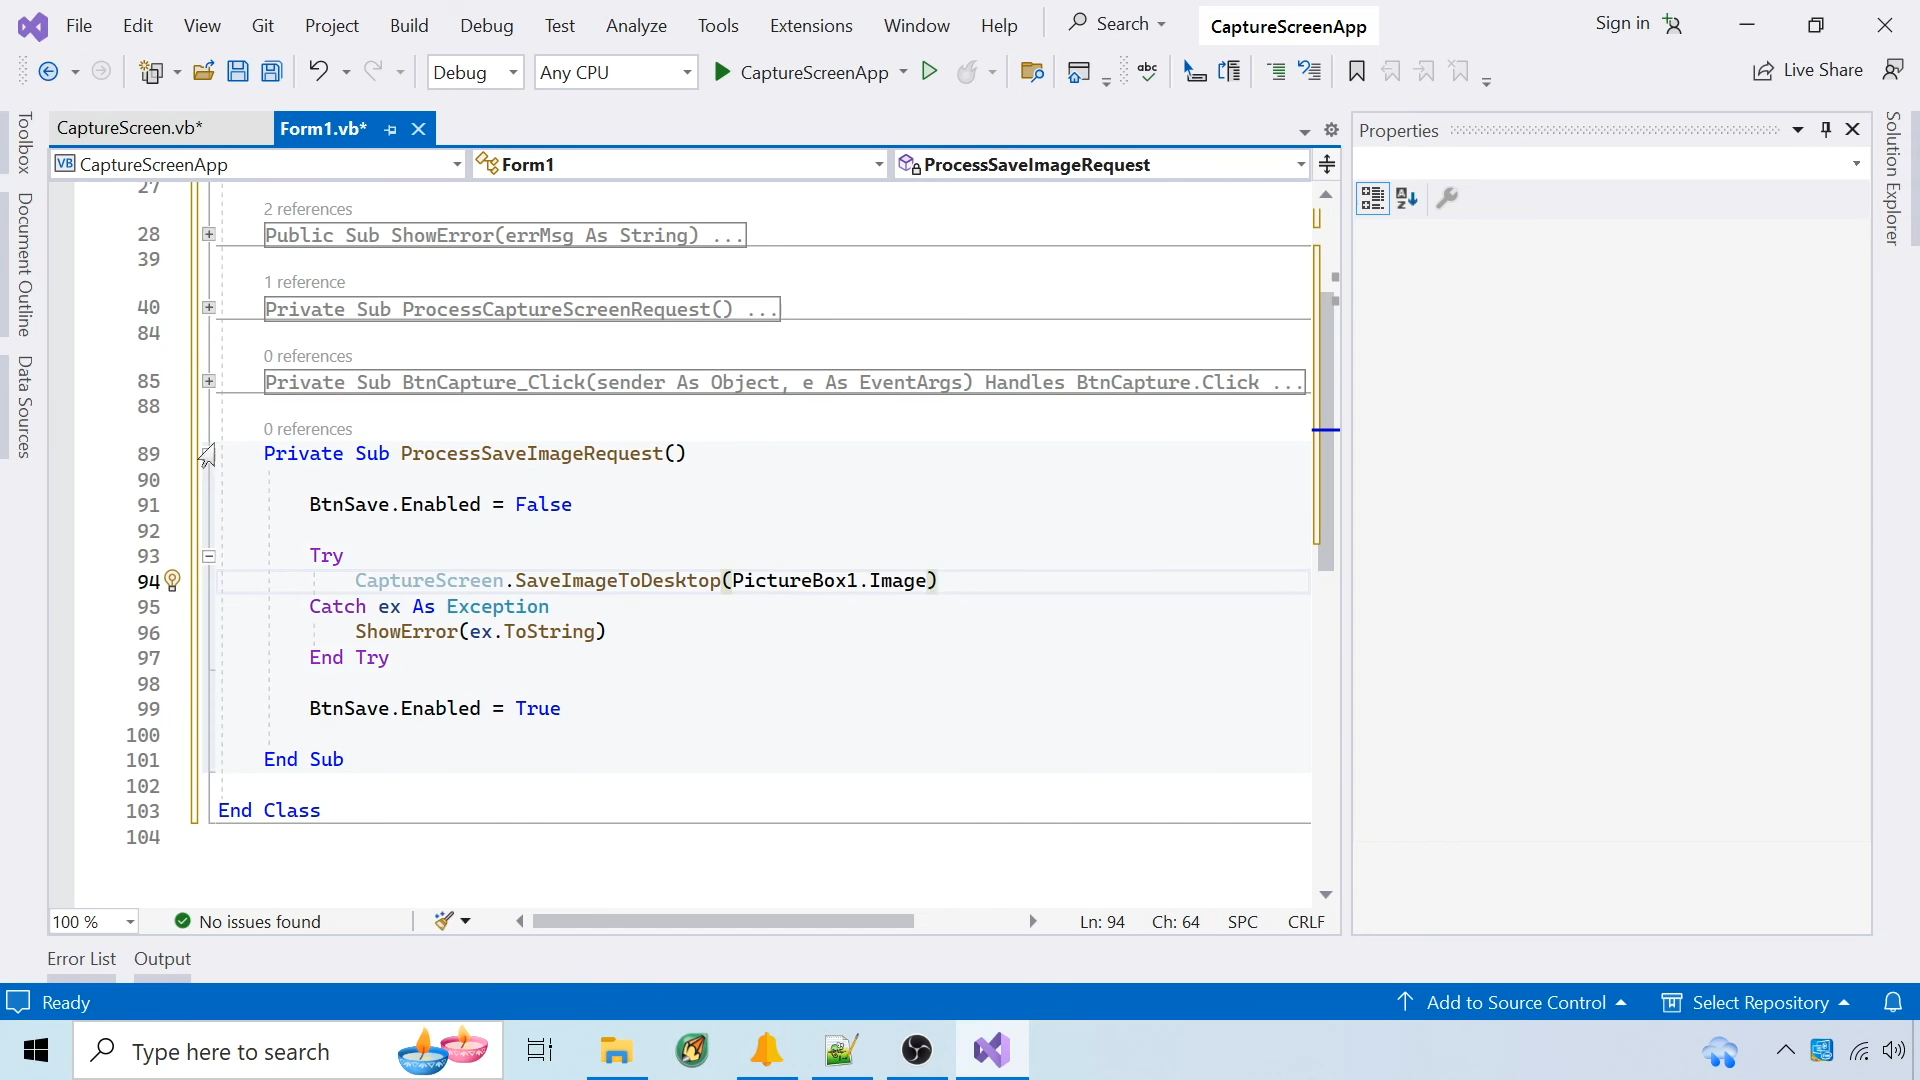 File Edit View Git Project Build Debug Test Analyze Tools Extensions Window Help Search CaptureScreenApp Sign in
Debug Any CPU CaptureScreenApp Live Share
CaptureScreen.vb* Form1.vb* Properties
CaptureScreenApp Form1 ProcessSaveImageRequest
Toolbox
Document Outline
Data Sources
Solution Explorer
27
2 references
28 Public Sub ShowError(errMsg As String) ...
39
1 reference
40 Private Sub ProcessCaptureScreenRequest() ...
84
0 references
85 Private Sub BtnCapture_Click(sender As Object, e As EventArgs) Handles BtnCapture.Click ...
88
0 references
89 Private Sub ProcessSaveImageRequest()
90
91 BtnSave.Enabled = False
92
93 Try
94 CaptureScreen.SaveImageToDesktop(PictureBox1.Image)
95 Catch ex As Exception
96 ShowError(ex.ToString)
97 End Try
98
99 BtnSave.Enabled = True
100
101 End Sub
102
103 End Class
104
100 % No issues found Ln: 94 Ch: 64 SPC CRLF
Error List Output
Ready Add to Source Control Select Repository
Type here to search